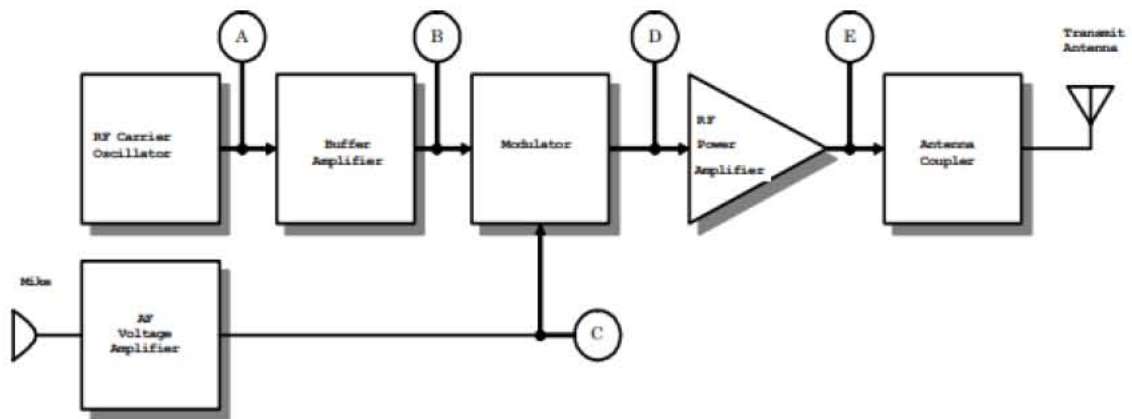 A
B
D
E
Transmit
Antenna
RF Carrier
Oscillator
Buffer
Amplifier
Modulator
RF
Power
Amplifier
Antenna
Coupler
Mike
AF
Voltage
Amplifier
C